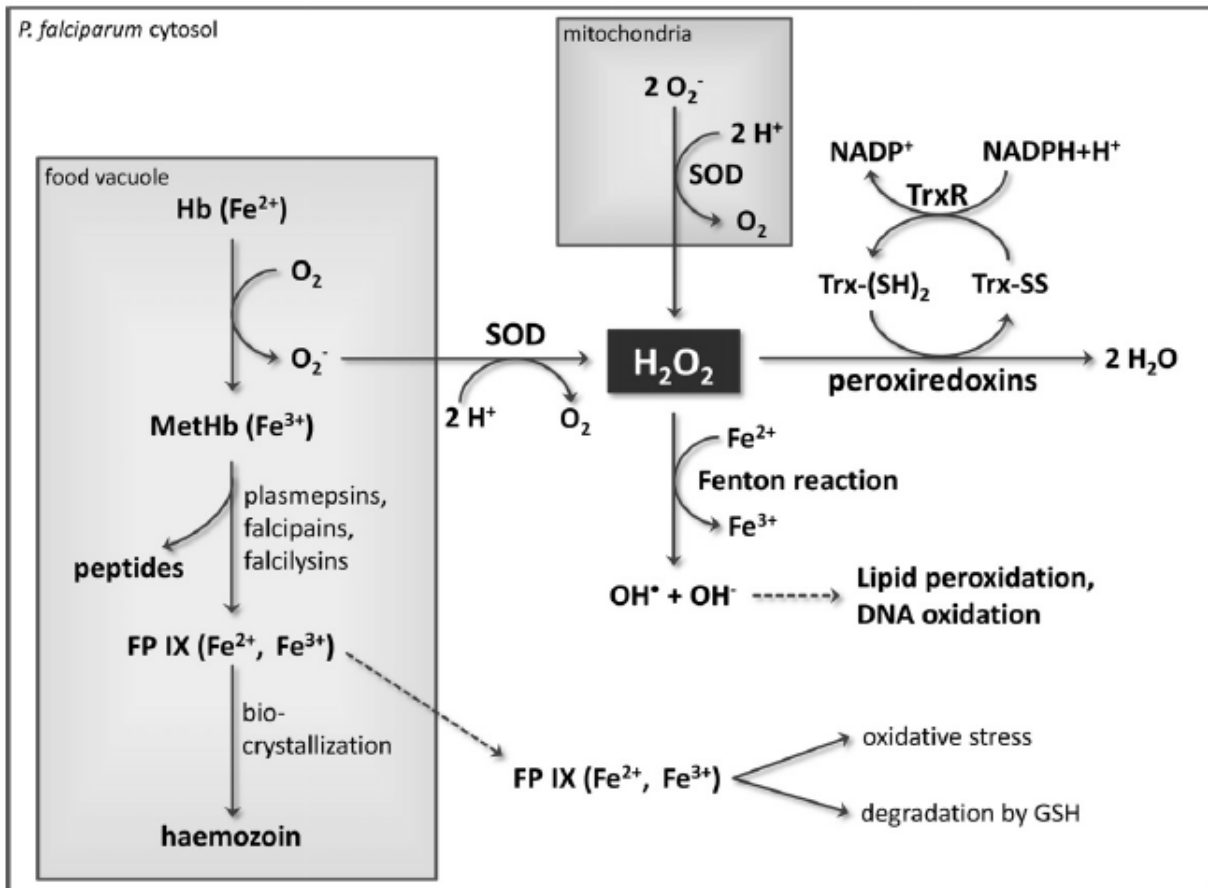 P. falciparum cytosol
mitochondria
2 O₂⁻
2 H⁺
SOD
O₂
NADP⁺
NADPH+H⁺
TrxR
Trx-(SH)₂
Trx-SS
food vacuole
Hb (Fe²⁺)
O₂
O₂⁻
SOD
2 H⁺
O₂
H₂O₂
peroxiredoxins
2 H₂O
MetHb (Fe³⁺)
plasmepsins,
falcipains,
falcilysins
peptides
Fe²⁺
Fenton reaction
Fe³⁺
OH• + OH⁻
Lipid peroxidation,
DNA oxidation
FP IX (Fe²⁺, Fe³⁺)
bio-
crystallization
haemozoin
FP IX (Fe²⁺, Fe³⁺)
oxidative stress
degradation by GSH